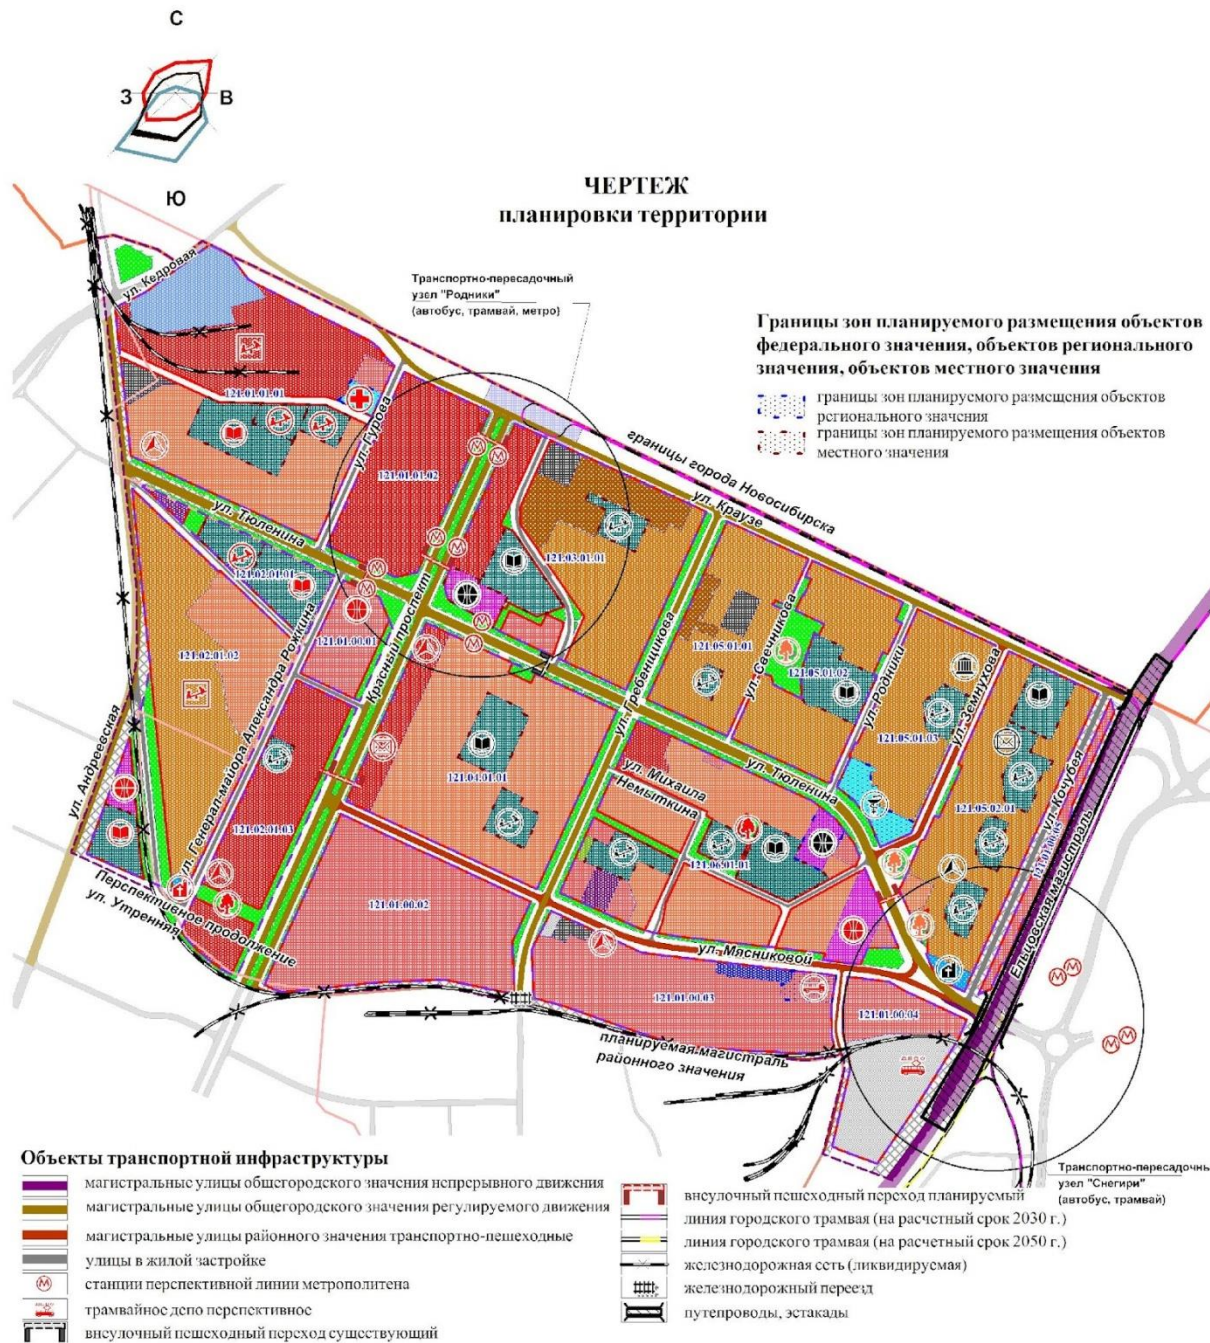 С
З
В
Ю
ЧЕРТЕЖ
планировки территории
Транспортно-пересадочный
узел "Родники"
(автобус, трамвай, метро)
Границы зон планируемого размещения объектов
федерального значения, объектов регионального
значения, объектов местного значения
границы зон планируемого размещения объектов
регионального значения
границы зон планируемого размещения объектов
местного значения
ул. Кедровая
121.01.01.01
ул. Гурова
121.01.01.02
границы города Новосибирска
ул. Краузе
ул. Тюленина
121.03.01.01
121.02.01.01
121.01.00.01
Красный проспект
ул. Гребенщикова
121.05.01.01
ул. Свечникова
121.05.01.02
ул. Родники
121.05.01.03
ул. Земнухова
121.02.01.02
ул. Генерал-майора Александра Рожкина
ул. Андреевская
121.04.01.01
ул. Михаила
Немыткина
ул. Тюленина
121.05.02.01
ул. Кочубея
121.01.00.05
Ельцовская магистраль
121.02.01.03
121.06.01.01
121.01.00.02
Перспективное продолжение
ул. Утренняя
ул. Мясниковой
121.01.00.03
121.01.00.04
планируемая магистраль
районного значения
Транспортно-пересадочны
узел "Снегири"
(автобус, трамвай)
Объекты транспортной инфраструктуры
магистральные улицы общегородского значения непрерывного движения
магистральные улицы общегородского значения регулируемого движения
магистральные улицы районного значения транспортно-пешеходные
улицы в жилой застройке
станции перспективной линии метрополитена
трамвайное депо перспективное
внеуличный пешеходный переход существующий
внеуличный пешеходный переход планируемый
линия городского трамвая (на расчетный срок 2030 г.)
линия городского трамвая (на расчетный срок 2050 г.)
железнодорожная сеть (ликвидируемая)
железнодорожный переезд
путепроводы, эстакады